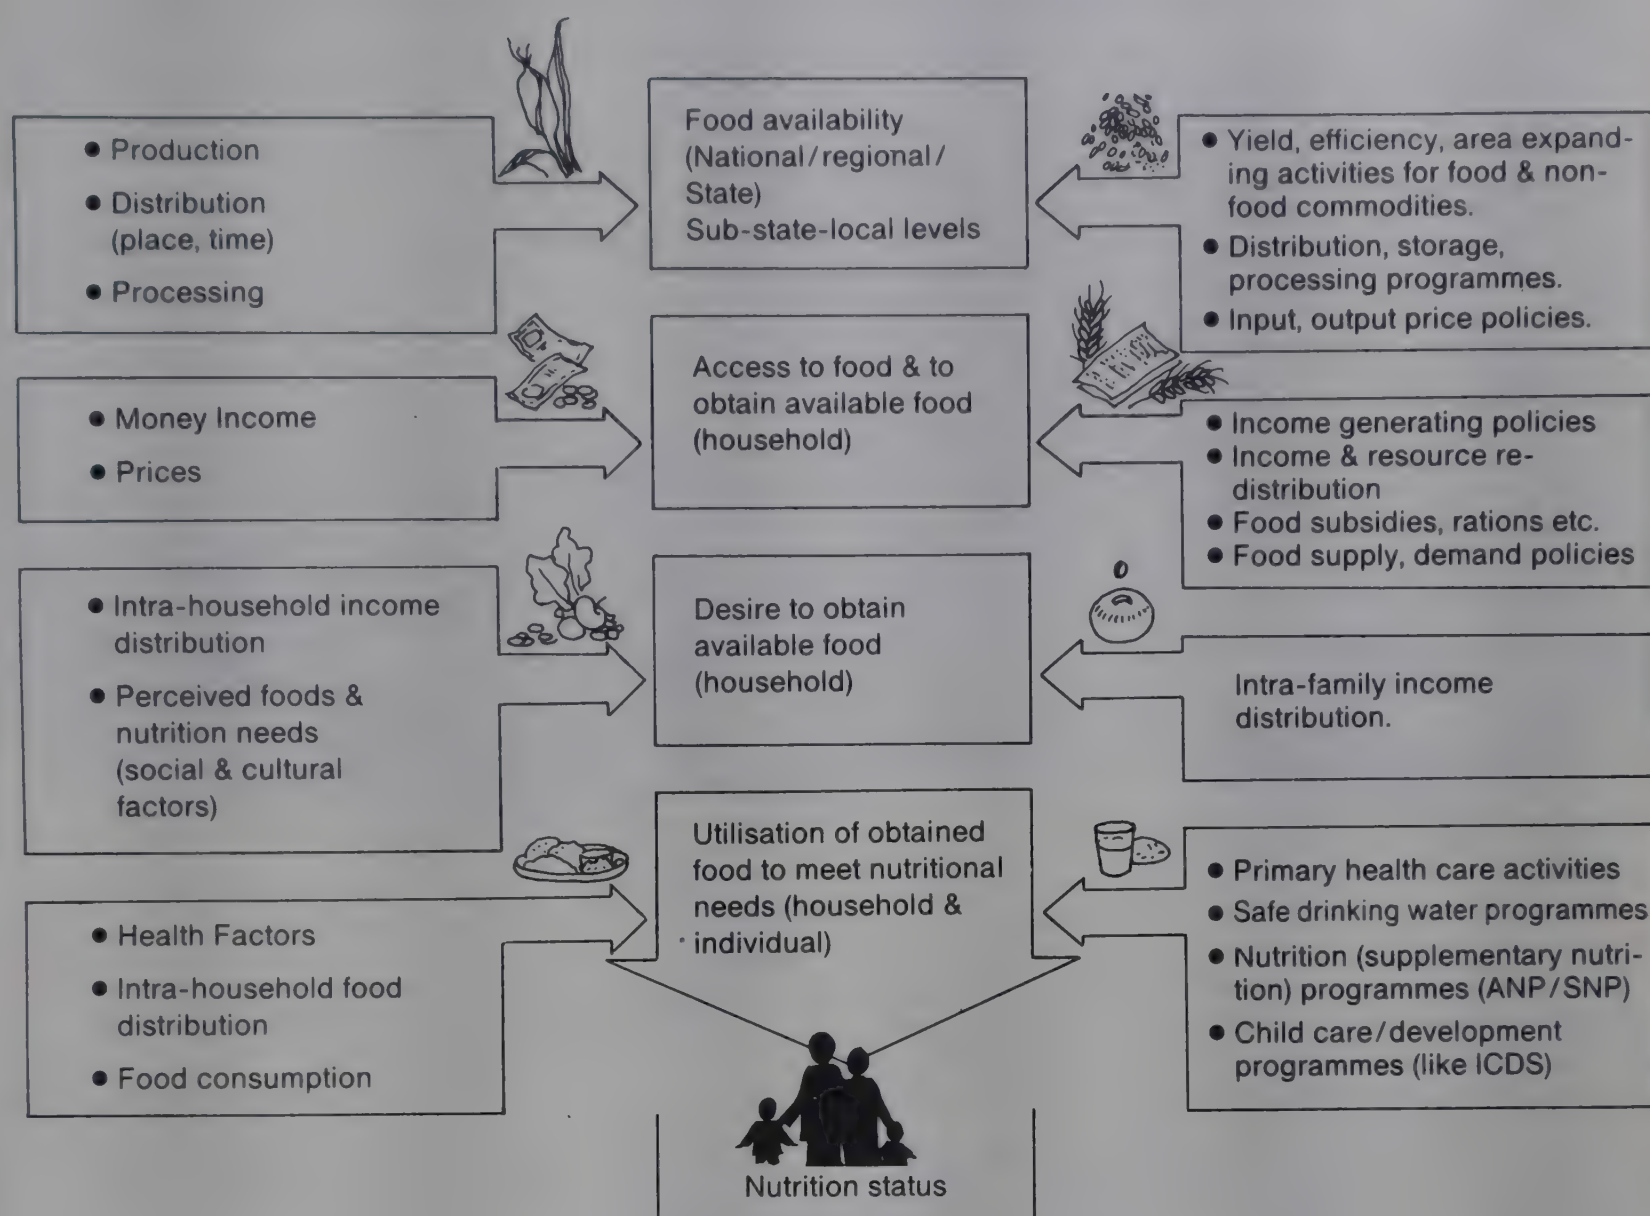 ● Production
● Distribution
(place, time)
● Processing
Food availability
(National/regional/
State)
Sub-state-local levels
● Yield, efficiency, area expand-
ing activities for food & non-
food commodities.
● Distribution, storage,
processing programmes.
● Input, output price policies.
● Money Income
● Prices
Access to food & to
obtain available food
(household)
● Income generating policies
● Income & resource re-
distribution
● Food subsidies, rations etc.
● Food supply, demand policies
● Intra-household income
distribution
● Perceived foods &
nutrition needs
(social & cultural
factors)
Desire to obtain
available food
(household)
Intra-family income
distribution.
● Health Factors
● Intra-household food
distribution
● Food consumption
Utilisation of obtained
food to meet nutritional
needs (household &
individual)
● Primary health care activities
● Safe drinking water programmes
● Nutrition (supplementary nutri-
tion) programmes (ANP/SNP)
● Child care/development
programmes (like ICDS)
Nutrition status